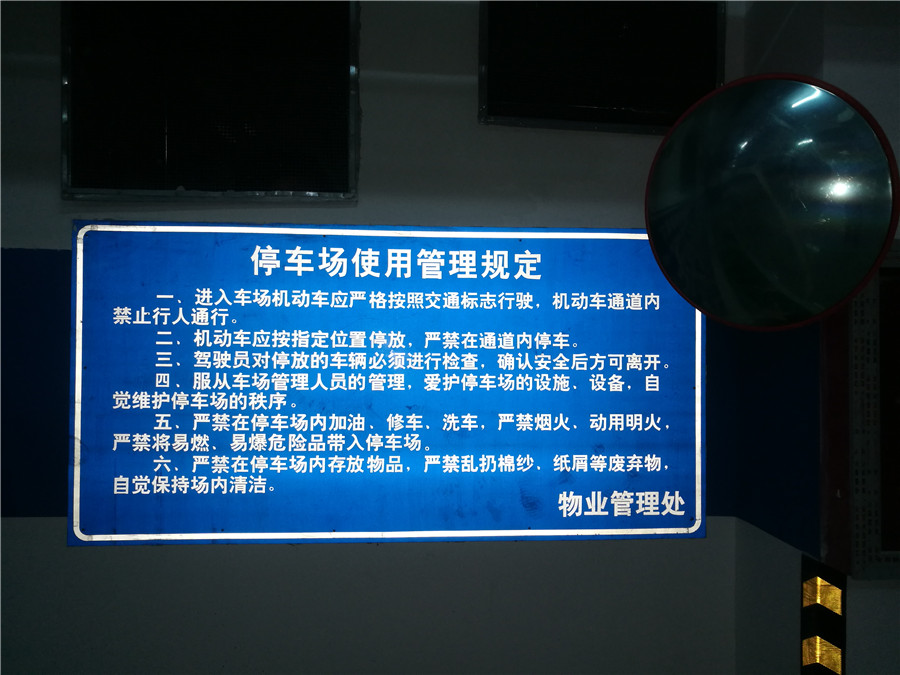 停车场使用管理规定
一、进入车场机动车应严格按照交通标志行驶，机动车通道内
禁止行人通行。
二、机动车应按指定位置停放，严禁在通道内停车。
三、驾驶员对停放的车辆必须进行检查，确认安全后方可离开。
四、服从车场管理人员的管理，爱护停车场的设施、设备，自
觉维护停车场的秩序。
五、严禁在停车场内加油、修车、洗车，严禁烟火、动用明火，
严禁将易燃、易爆危险品带入停车场。
六、严禁在停车场内存放物品，严禁乱扔棉纱、纸屑等废弃物，
自觉保持场内清洁。
物业管理处